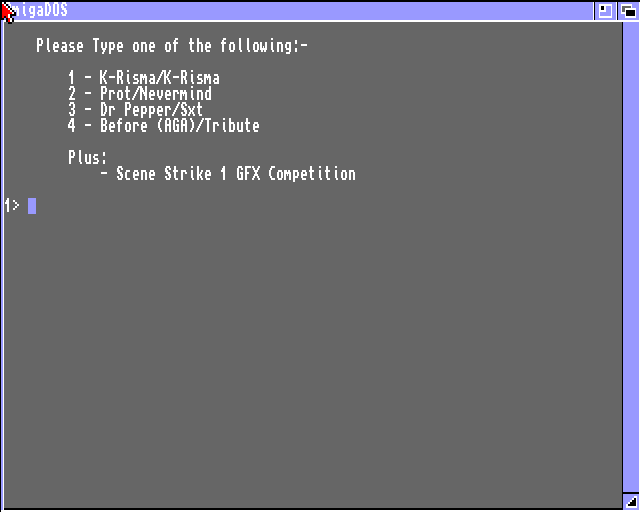 AmigaDOS
Please Type one of the following:-
1 - K-Risma/K-Risma
2 - Prot/Nevermind
3 - Dr Pepper/Sxt
4 - Before (AGA)/Tribute
Plus:
- Scene Strike 1 GFX Competition
1>